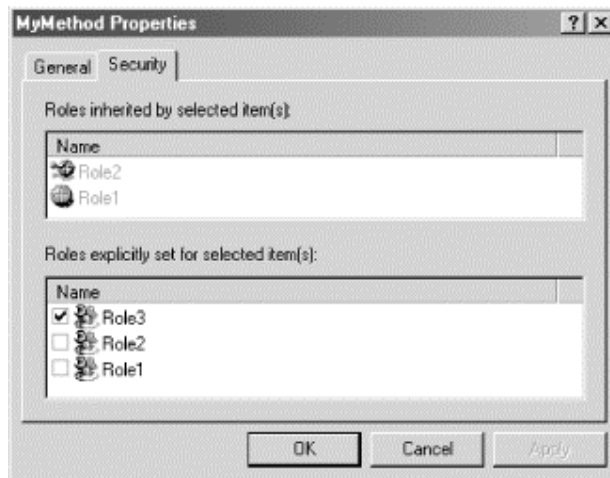 MyMethod Properties
General Security
Roles inherited by selected item(s):
Name
Role2
Role1
Roles explicitly set for selected item(s):
Name
Role3
Role2
Role1
OK Cancel Apply